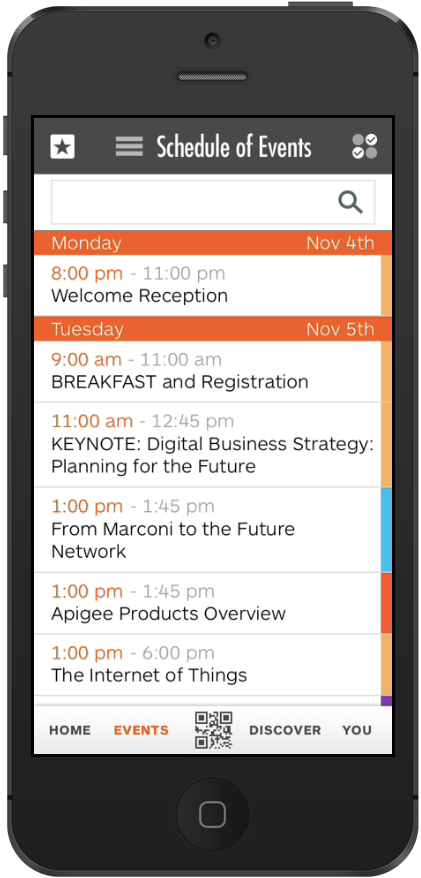 Schedule of Events
Monday Nov 4th
8:00 pm - 11:00 pm
Welcome Reception
Tuesday Nov 5th
9:00 am - 11:00 am
BREAKFAST and Registration
11:00 am - 12:45 pm
KEYNOTE: Digital Business Strategy:
Planning for the Future
1:00 pm - 1:45 pm
From Marconi to the Future
Network
1:00 pm - 1:45 pm
Apigee Products Overview
1:00 pm - 6:00 pm
The Internet of Things
HOME EVENTS DISCOVER YOU